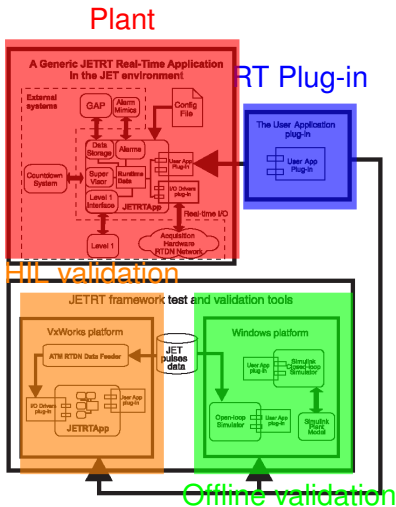 Plant
A Generic JETRT Real-Time Application
In the JET environment
External
systems
GAP
Alarm
Mimics
Config
File
Data
Storage
Alarms
User App
Plug-in
Countdown
System
Super
Visor
Runtime
Data
I/O Drivers
plug-in
Level 1
Interface
JETRTApp
Real-time I/O
Level 1
Acquisition
Hardware
RTDN Network
RT Plug-in
The User Application
plug-in
User App
Plug-in
HIL validation
JETRT framework test and validation tools
VxWorks platform
ATM RTDN Data Feeder
I/O Drivers
plug-in
User App
plug-in
JETRTApp
JET
pulses
data
Windows platform
User App
plug-in
Simulink
Closed-loop
Simulator
Open-loop
Simulator
User App
plug-in
Simulink
Plant
Model
Offline validation